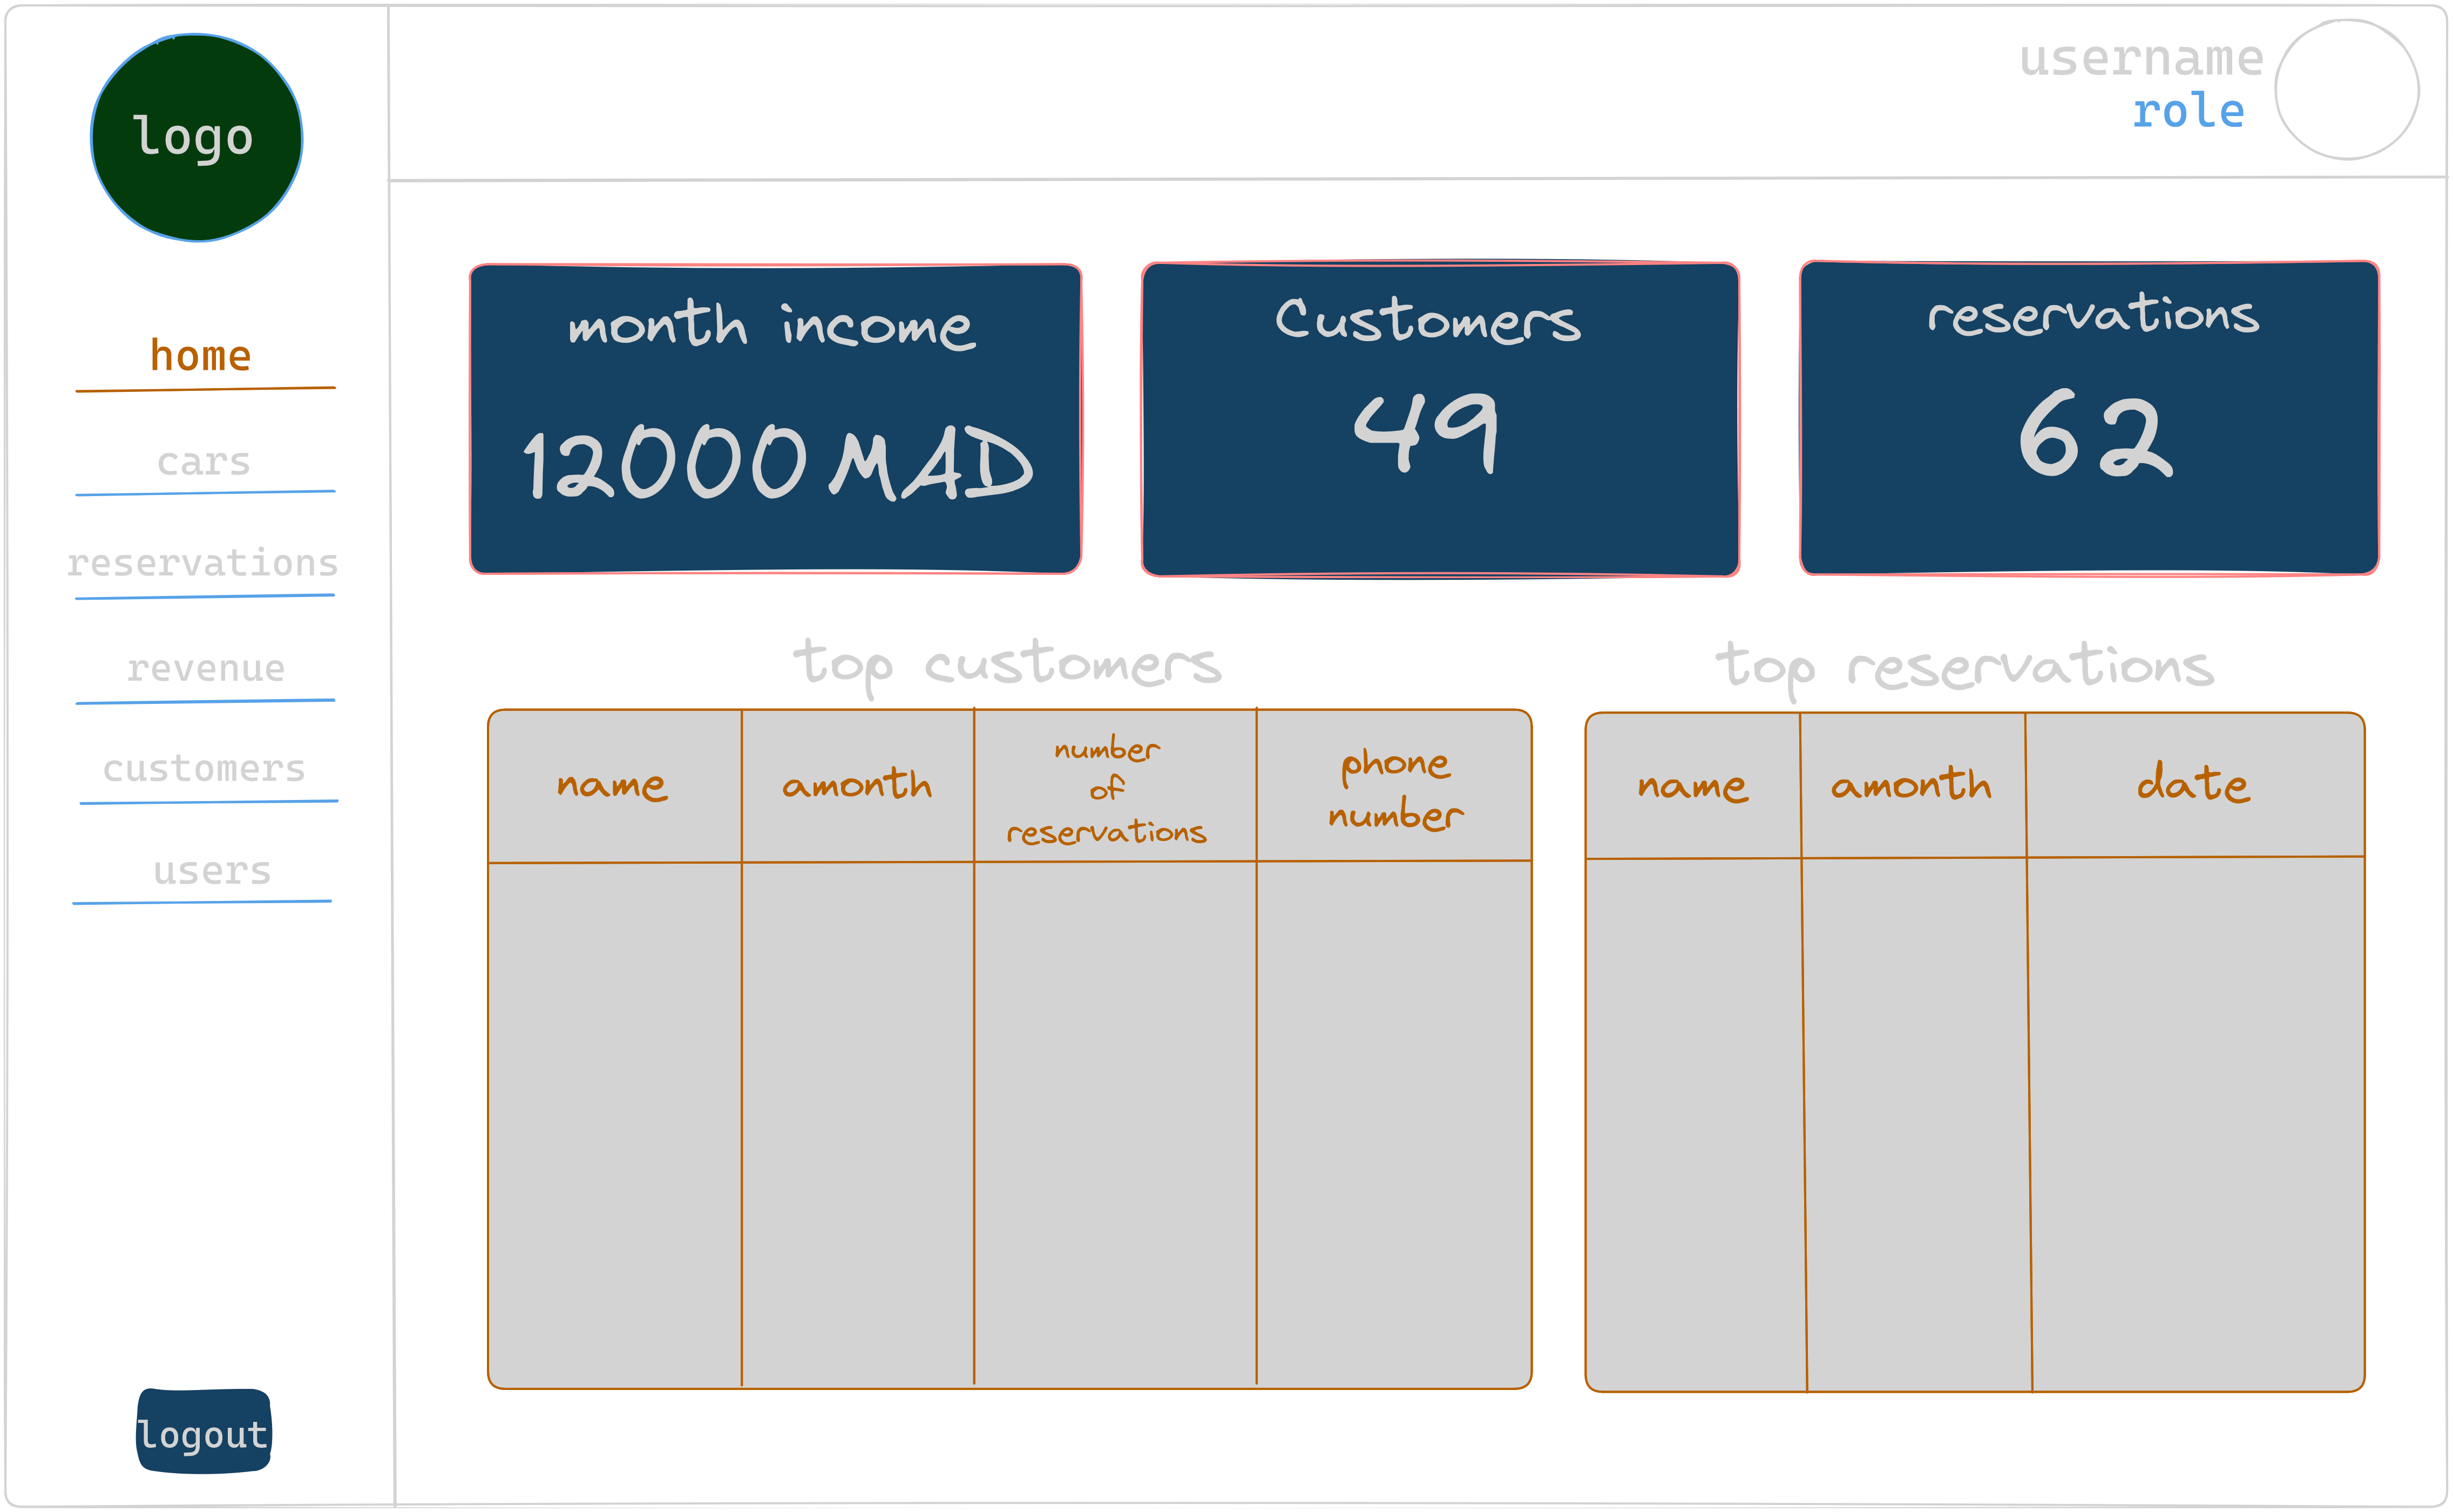 logo
username
role
home
cars
reservations
revenue
customers
users
logout
month income
12000 MAD
Customers
49
reservations
62
top customers
name
amonth
number
of
reservations
phone
number
top reservations
name
amonth
date